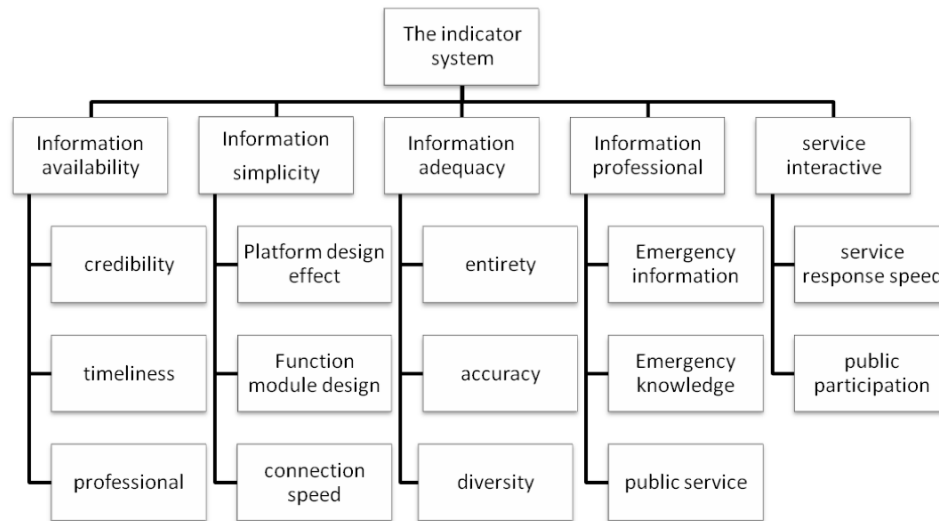 The indicator
system
Information
availability
Information
simplicity
Information
adequacy
Information
professional
service
interactive
credibility
Platform design
effect
entirety
Emergency
information
service
response speed
timeliness
Function
module design
accuracy
Emergency
knowledge
public
participation
professional
connection
speed
diversity
public service